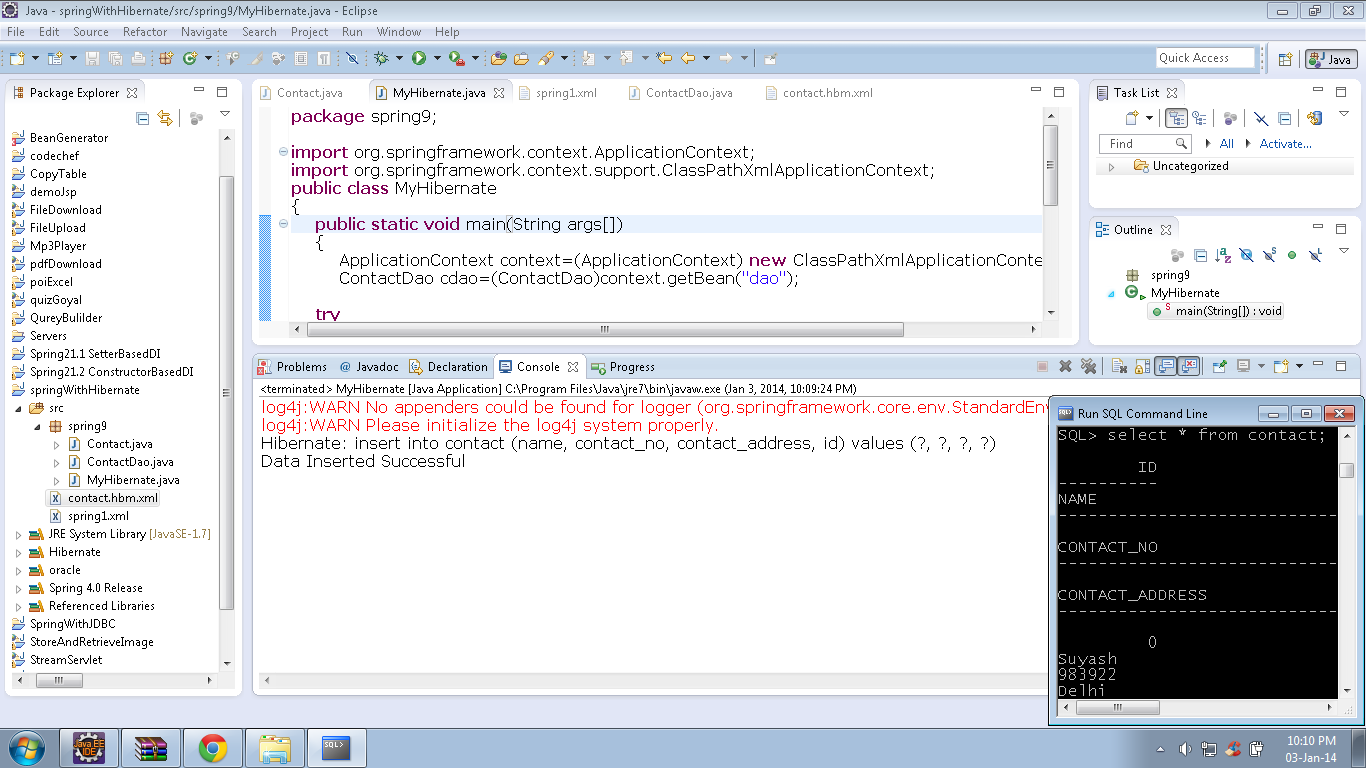 Java - springWithHibernate/src/spring9/MyHibernate.java - Eclipse
File Edit Source Refactor Navigate Search Project Run Window Help
Quick Access
Java
Package Explorer
BeanGenerator
codechef
CopyTable
demoJsp
FileDownload
FileUpload
Mp3Player
pdfDownload
poiExcel
quizGoyal
QureyBulilder
Servers
Spring21.1 SetterBasedDI
Spring21.2 ConstructorBasedDI
springWithHibernate
src
spring9
Contact.java
ContactDao.java
MyHibernate.java
contact.hbm.xml
spring1.xml
JRE System Library [JavaSE-1.7]
Hibernate
oracle
Spring 4.0 Release
Referenced Libraries
SpringWithJDBC
StoreAndRetrieveImage
StreamServlet
Contact.java MyHibernate.java spring1.xml ContactDao.java contact.hbm.xml
package spring9;
import org.springframework.context.ApplicationContext;
import org.springframework.context.support.ClassPathXmlApplicationContext;
public class MyHibernate
{
public static void main(String args[])
{
ApplicationContext context=(ApplicationContext) new ClassPathXmlApplicationConte
ContactDao cdao=(ContactDao)context.getBean("dao");
try
Task List
Find All Activate...
Uncategorized
Outline
spring9
MyHibernate
main(String[]) : void
Problems @ Javadoc Declaration Console Progress
<terminated> MyHibernate [Java Application] C:\Program Files\Java\jre7\bin\javaw.exe (Jan 3, 2014, 10:09:24 PM)
log4j:WARN No appenders could be found for logger (org.springframework.core.env.StandardEnv
log4j:WARN Please initialize the log4j system properly.
Hibernate: insert into contact (name, contact_no, contact_address, id) values (?, ?, ?, ?)
Data Inserted Successful
Run SQL Command Line
SQL> select * from contact;
ID
----------
NAME
----------------------------
CONTACT_NO
----------------------------
CONTACT_ADDRESS
----------------------------
0
Suyash
983922
Delhi
Java EE
IDE
SQL>
10:10 PM
03-Jan-14